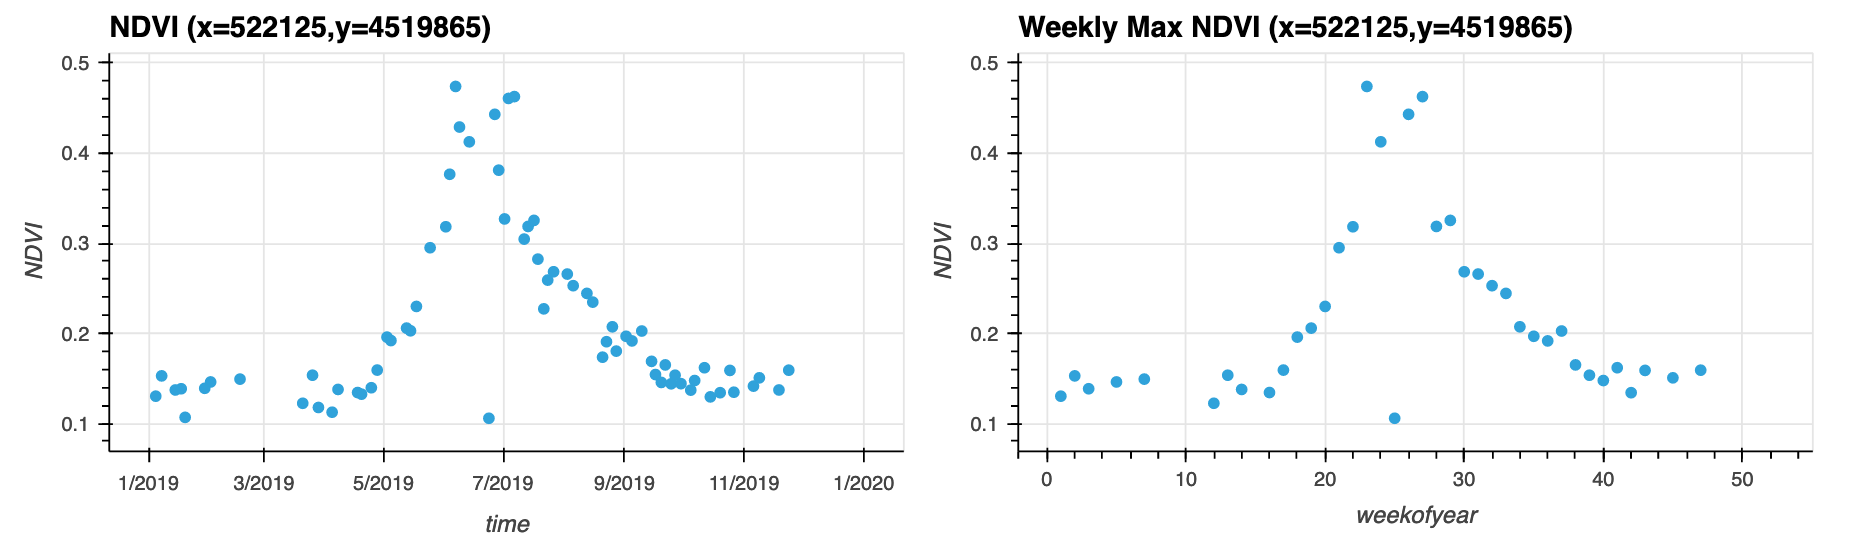 NDVI (x=522125,y=4519865)
0.5
0.4
0.3
0.2
0.1
NDVI
1/2019 3/2019 5/2019 7/2019 9/2019 11/2019 1/2020
time
Weekly Max NDVI (x=522125,y=4519865)
0.5
0.4
0.3
0.2
0.1
NDVI
0 10 20 30 40 50
weekofyear